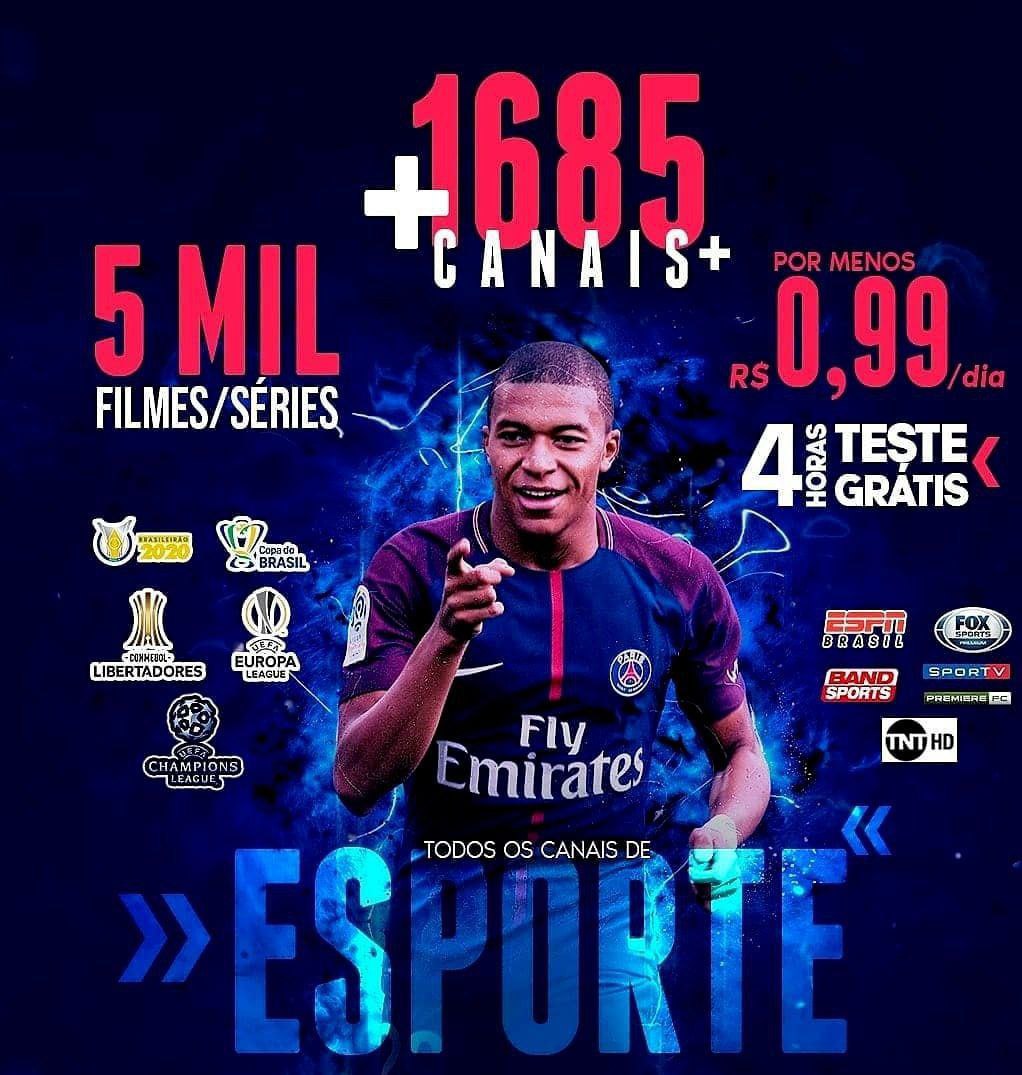 +1685
CANAIS+
5 MIL
FILMES/SÉRIES
POR MENOS
R$ 0,99/dia
4 HORAS TESTE GRÁTIS
BRASILEIRÃO
2020
Copa do
BRASIL
CONMEBOL
LIBERTADORES
UEFA
EUROPA
LEAGUE
UEFA
CHAMPIONS
LEAGUE
ESPN
BRASIL
FOX
SPORTS
PREMIUM
BAND
SPORTS
SPORTV
PREMIERE FC
TNT HD
PARIS
Fly
Emirates
TODOS OS CANAIS DE
ESPORTE